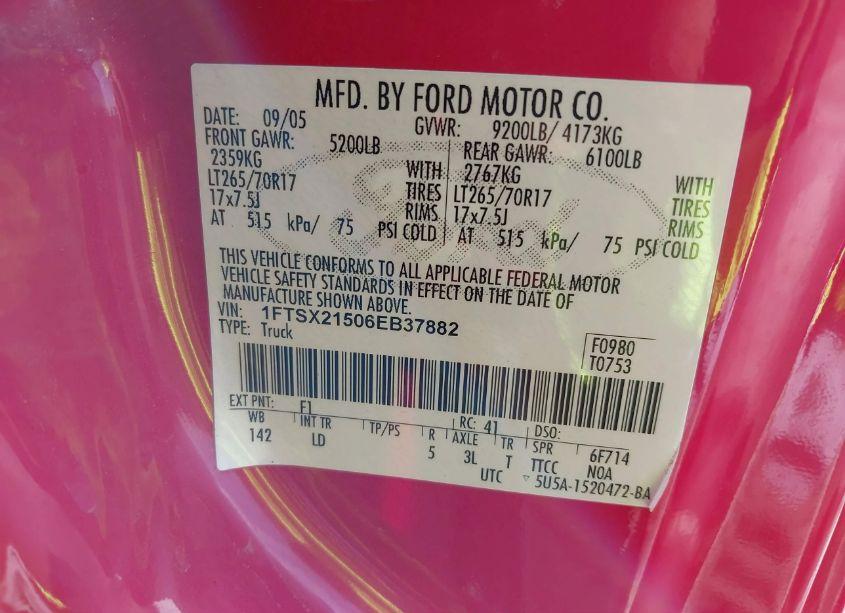 MFD. BY FORD MOTOR CO.
DATE: 09/05 GVWR: 9200LB/ 4173KG
FRONT GAWR: 5200LB REAR GAWR: 6100LB
2359KG WITH 2767KG WITH
LT265/70R17 TIRES LT265/70R17 TIRES
17x7.5J RIMS 17x7.5J RIMS
AT 515 kPa/ 75 PSI COLD AT 515 kPa/ 75 PSI COLD
THIS VEHICLE CONFORMS TO ALL APPLICABLE FEDERAL MOTOR
VEHICLE SAFETY STANDARDS IN EFFECT ON THE DATE OF
MANUFACTURE SHOWN ABOVE.
VIN: 1FTSX21506EB37882
TYPE: Truck
F0980
T0753
EXT PNT: F1 RC: 41 DSO:
WB INT TR TP/PS R AXLE TR SPR 6F714
142 LD 5 3L T TTCC N0A
UTC 5U5A-1520472-BA
Ford